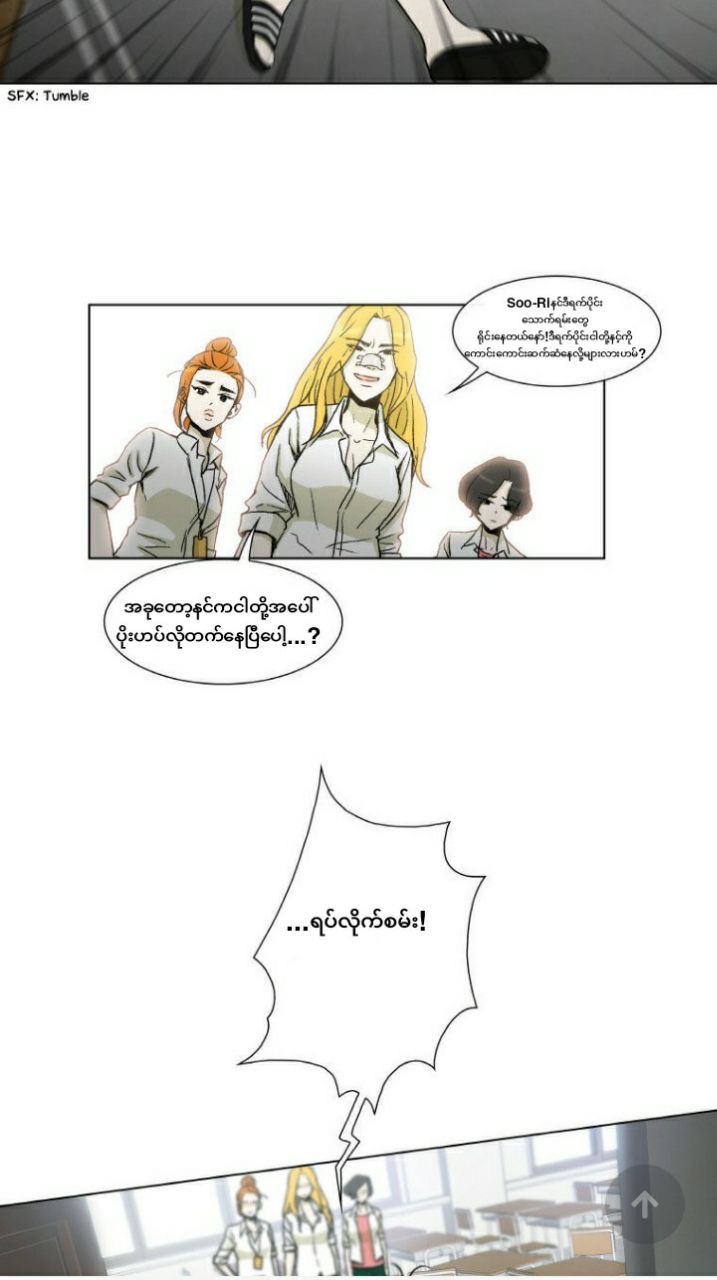 SFX: Tumble
Soo-RIနင်ဒီရက်ပိုင်း
သောက်ရမ်းတွေ
ရိုင်းနေတယ်နော်!ဒီရက်ပိုင်းငါတို့နင့်ကို
ကောင်းကောင်းဆက်ဆံနေလို့များလားဟမ်?
အခုတော့နင်ကငါတို့အပေါ်
ပိုးဟပ်လိုတက်နေပြီပေါ့...?
...ရပ်လိုက်စမ်း!